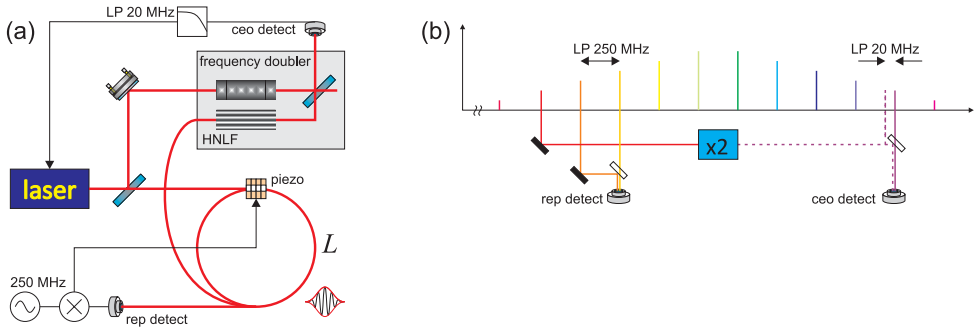 (a)
LP 20 MHz
ceo detect
frequency doubler
HNLF
laser
piezo
L
250 MHz
rep detect
(b)
LP 250 MHz
LP 20 MHz
x2
rep detect
ceo detect